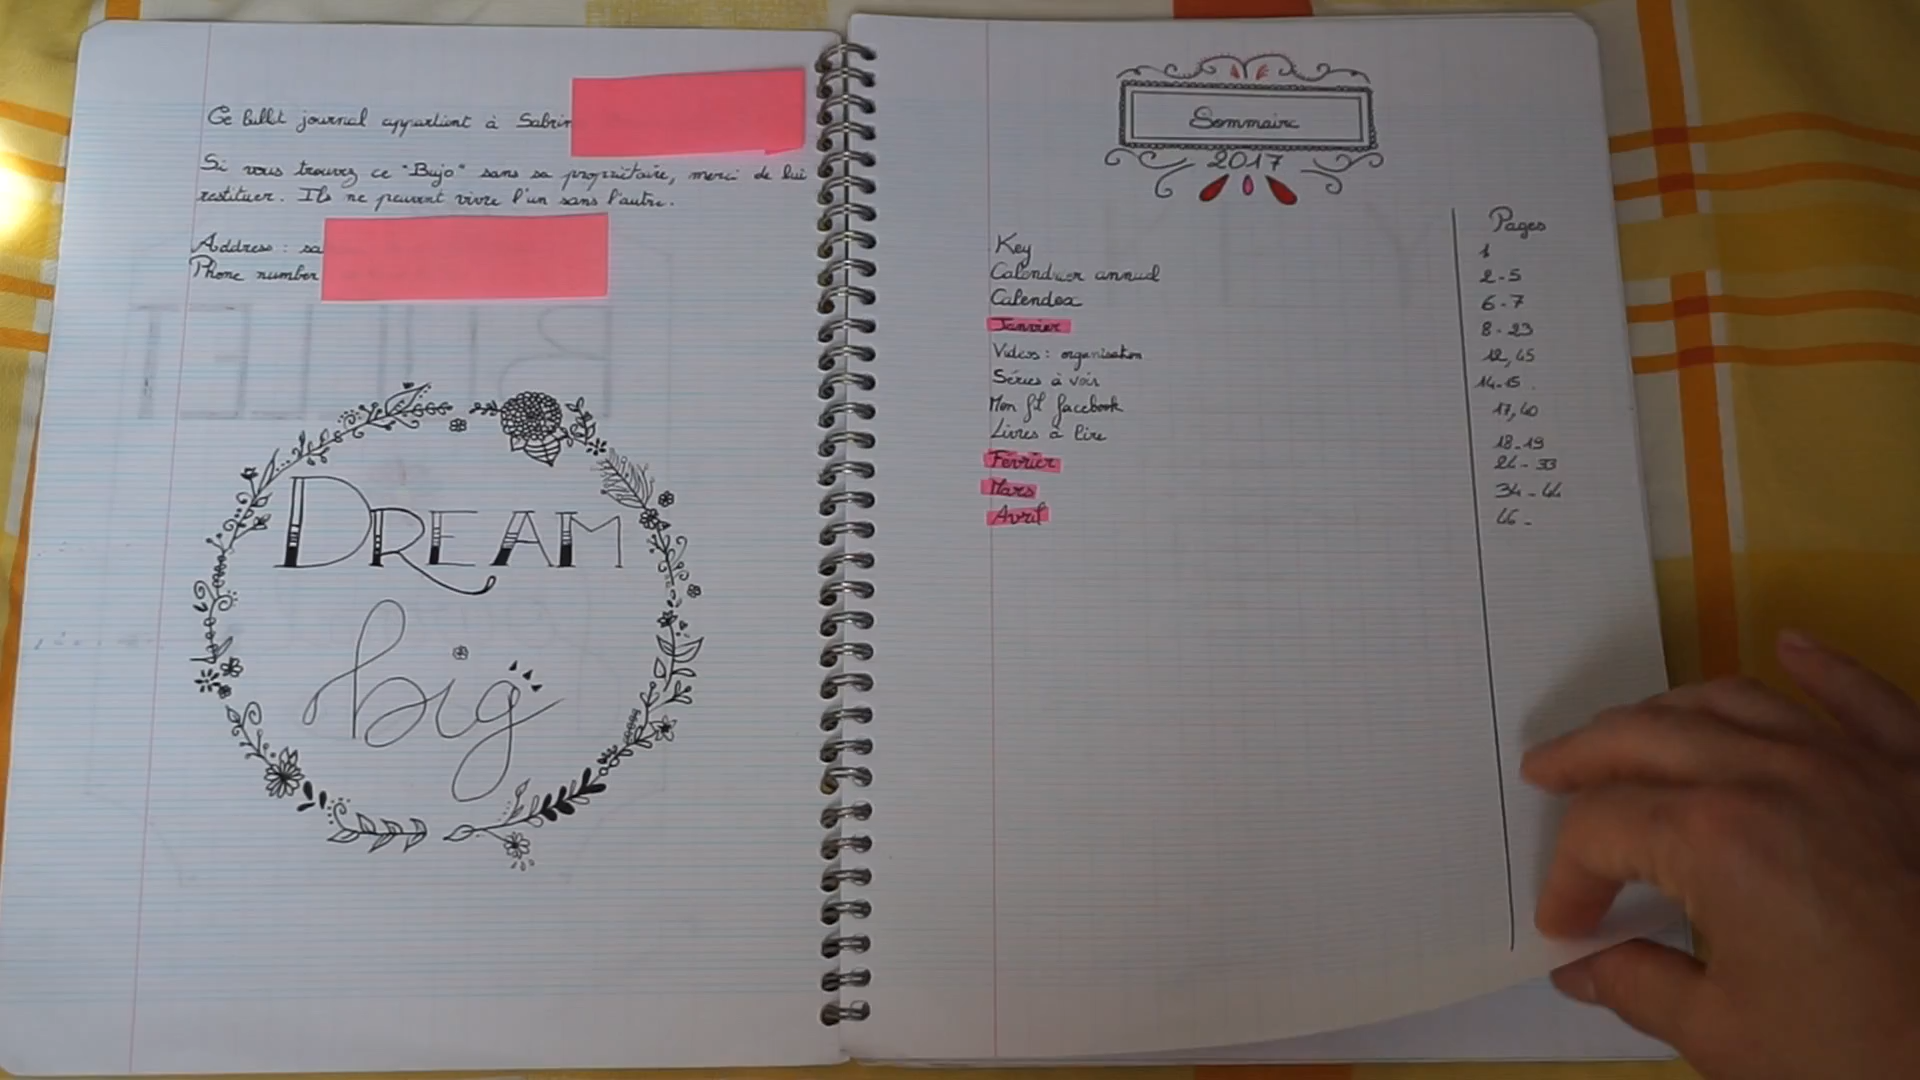 Ce bullet journal appartient à Sabrin
Si vous trouvez ce "Bujo" sans sa propriétaire, merci de lui
restituer. Ils ne peuvent vivre l'un sans l'autre.
Address : sa
Phone number
DREAM
big
Sommaire
2017
Pages
Key 1
Calendrier annuel 2-5
Calendex 6-7
Janvier 8-23
Videos : organisation 12, 45
Séries à voir 14-15
Mon fil facebook 17, 40
Livres à lire 18-19
Février 24-33
Mars 34-44
Avril 46-